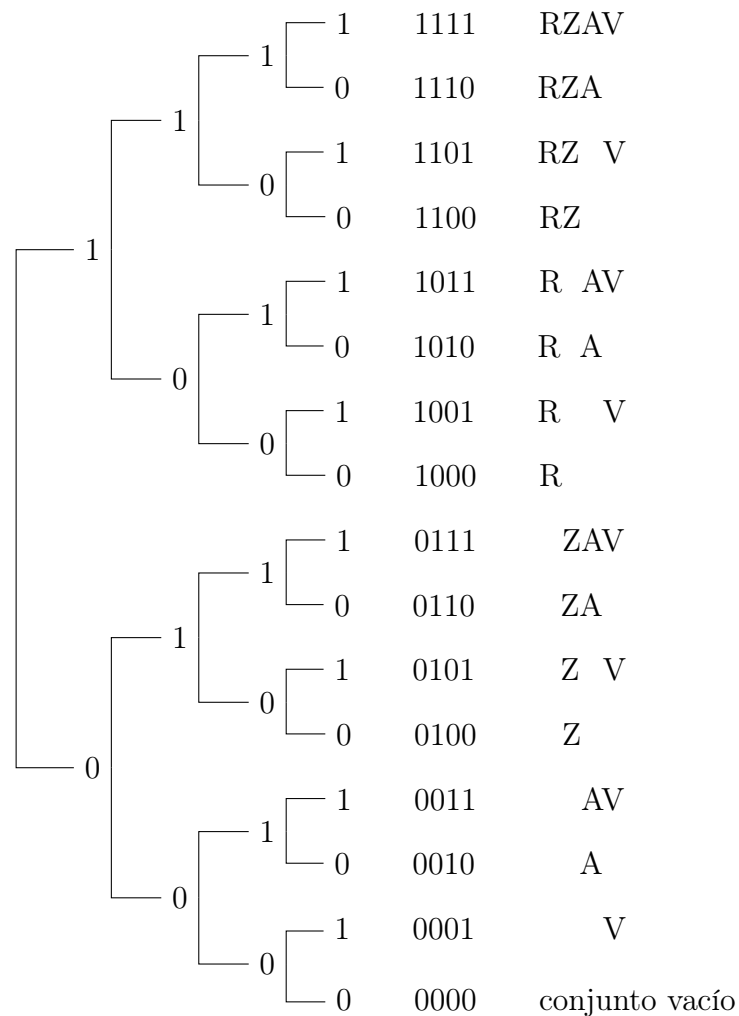 1 1111 RZAV
1
0 1110 RZA
1
1 1101 RZ V
0
0 1100 RZ
1
1 1011 R AV
1
0 1010 R A
0
1 1001 R V
0
0 1000 R
1 0111 ZAV
1
0 0110 ZA
1
1 0101 Z V
0
0 0100 Z
0
1 0011 AV
1
0 0010 A
0
1 0001 V
0
0 0000 conjunto vacío